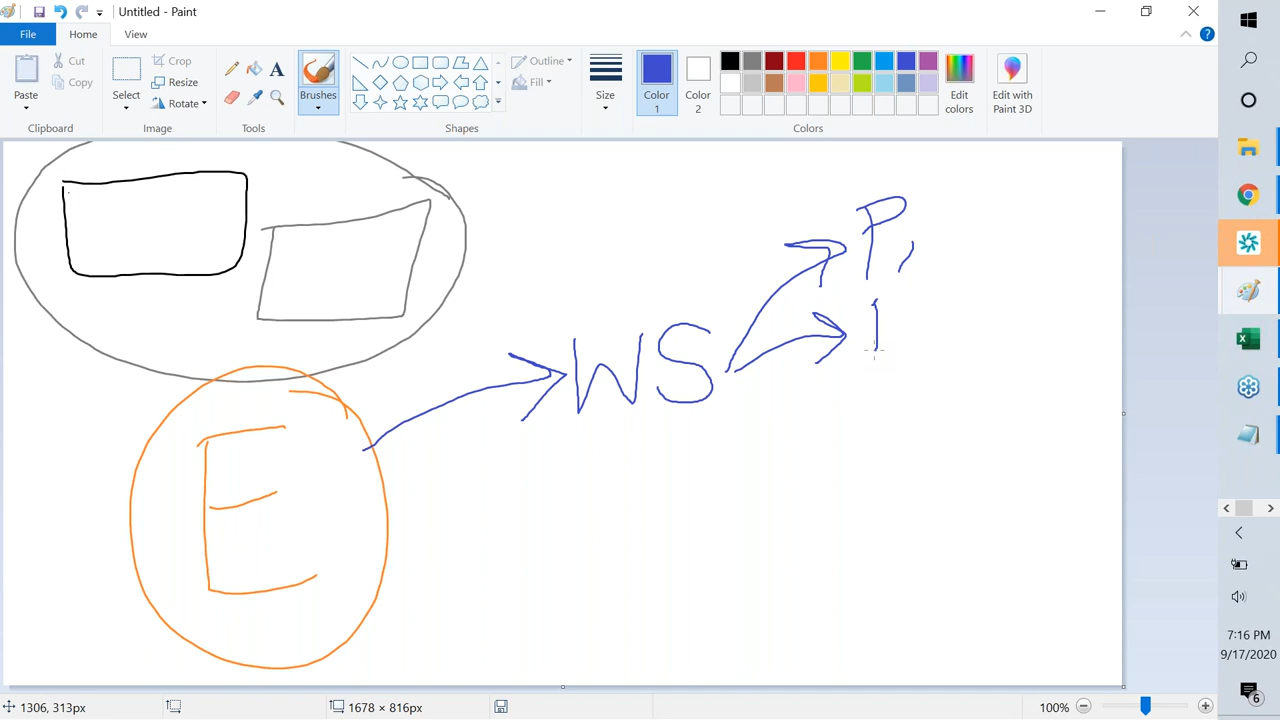 Untitled - Paint
File
Home
View
Paste
Cut
Copy
Clipboard
Select
Crop
Resize
Rotate
Image
Tools
Brushes
Shapes
Outline
Fill
Size
Color
1
Color
2
Edit
colors
Colors
Edit with
Paint 3D
P,
WS
E
1306, 313px
1678 × 816px
100%
7:16 PM
9/17/2020
6